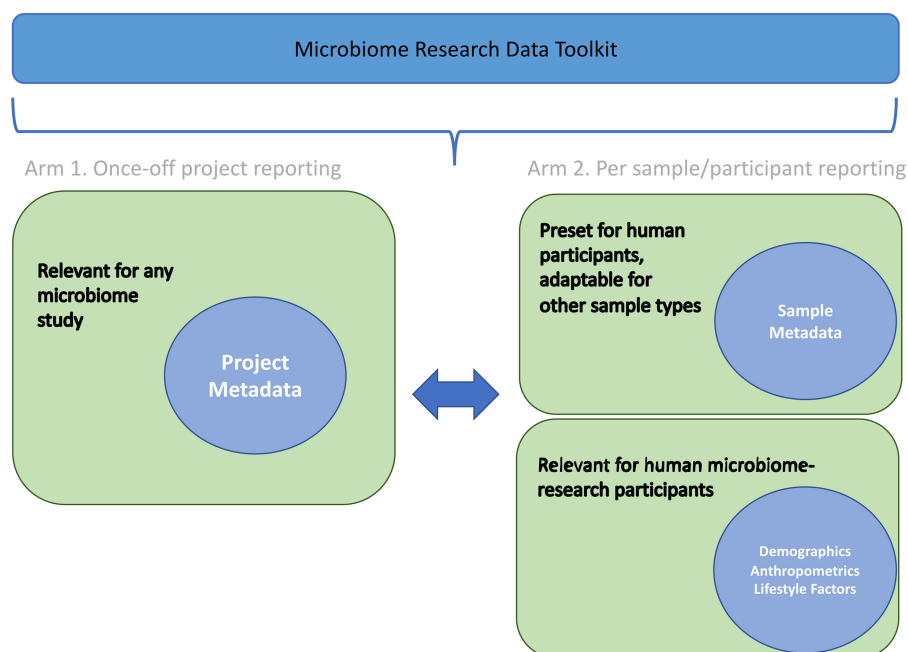 Microbiome Research Data Toolkit
Arm 1. Once-off project reporting
Arm 2. Per sample/participant reporting
Relevant for any
microbiome
study
Project
Metadata
Preset for human
participants,
adaptable for
other sample types
Sample
Metadata
Relevant for human microbiome-
research participants
Demographics
Anthropometrics
Lifestyle Factors